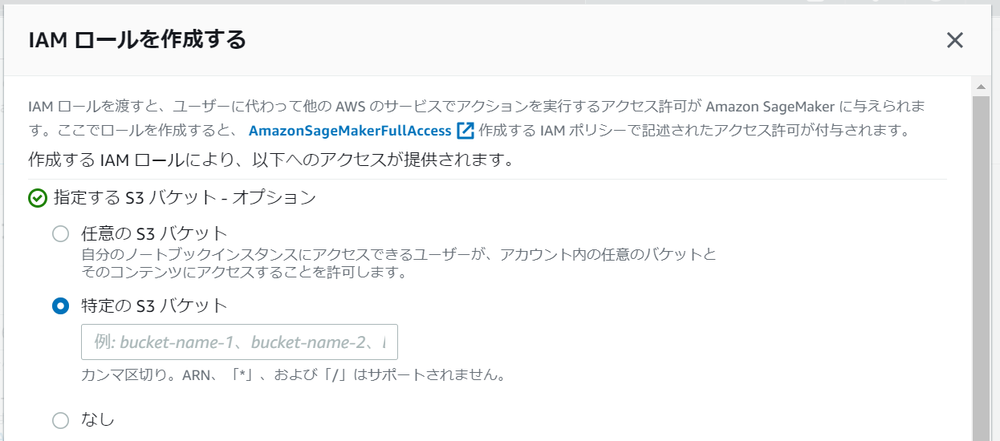 IAM ロールを作成する
IAM ロールを渡すと、ユーザーに代わって他の AWS のサービスでアクションを実行するアクセス許可が Amazon SageMaker に与えられま
す。ここでロールを作成すると、 AmazonSageMakerFullAccess 作成する IAM ポリシーで記述されたアクセス許可が付与されます。
作成する IAM ロールにより、以下へのアクセスが提供されます。
指定する S3 バケット - オプション
任意の S3 バケット
自分のノートブックインスタンスにアクセスできるユーザーが、アカウント内の任意のバケットと
そのコンテンツにアクセスすることを許可します。
特定の S3 バケット
例: bucket-name-1、bucket-name-2、
カンマ区切り。ARN、「*」、および「/」はサポートされません。
なし